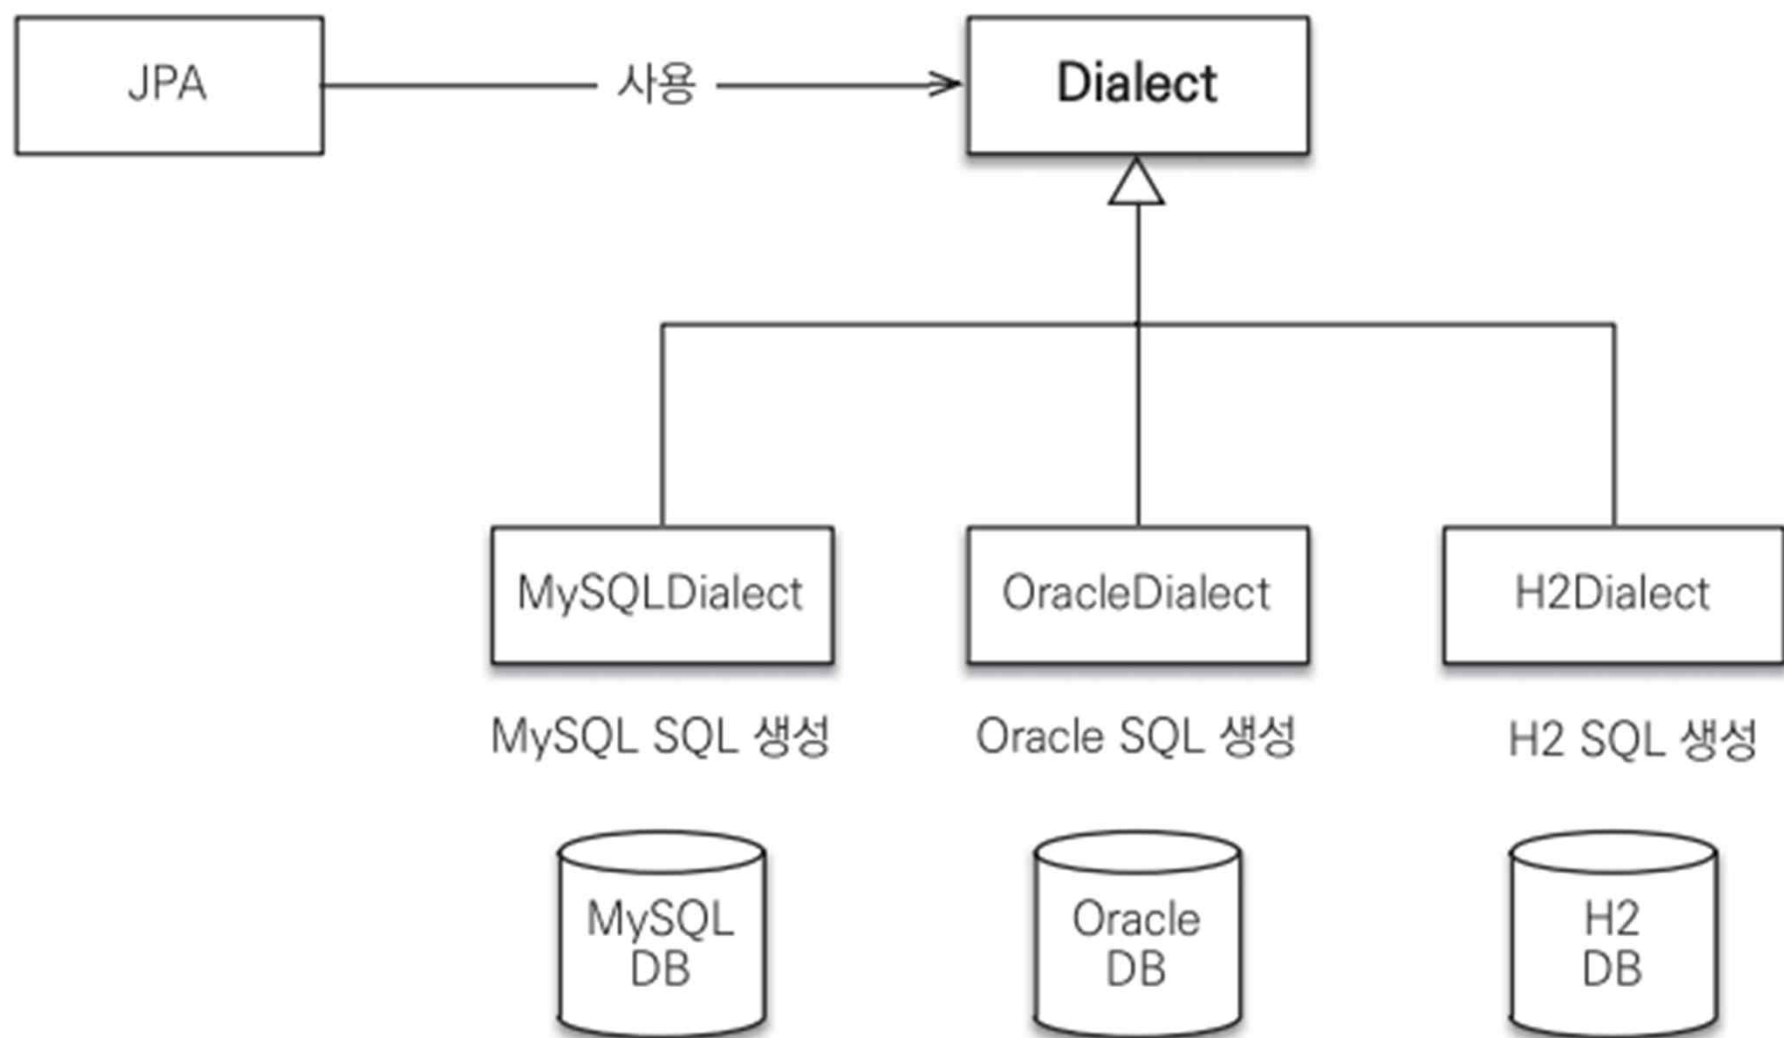 JPA
사용
Dialect
MySQLDialect
OracleDialect
H2Dialect
MySQL SQL 생성
Oracle SQL 생성
H2 SQL 생성
MySQL
DB
Oracle
DB
H2
DB